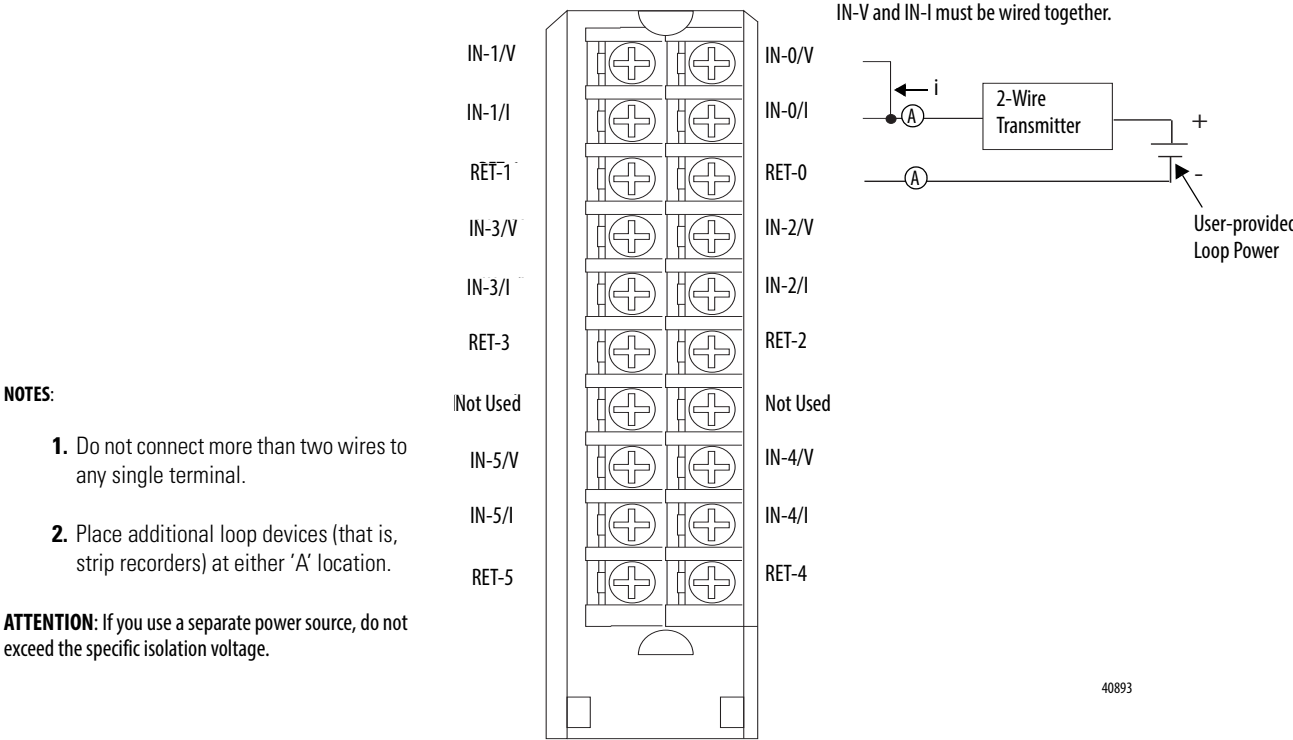 IN-V and IN-I must be wired together.
IN-1/V
IN-0/V
i
2-Wire
Transmitter
IN-1/I
A
IN-0/I
+
RET-1
RET-0
A
-
IN-3/V
IN-2/V
User-provided
Loop Power
IN-3/I
IN-2/I
RET-3
RET-2
NOTES:
Not Used
Not Used
1. Do not connect more than two wires to
any single terminal.
IN-5/V
IN-4/V
2. Place additional loop devices (that is,
strip recorders) at either ‘A’ location.
IN-5/I
IN-4/I
RET-5
RET-4
ATTENTION: If you use a separate power source, do not
exceed the specific isolation voltage.
40893